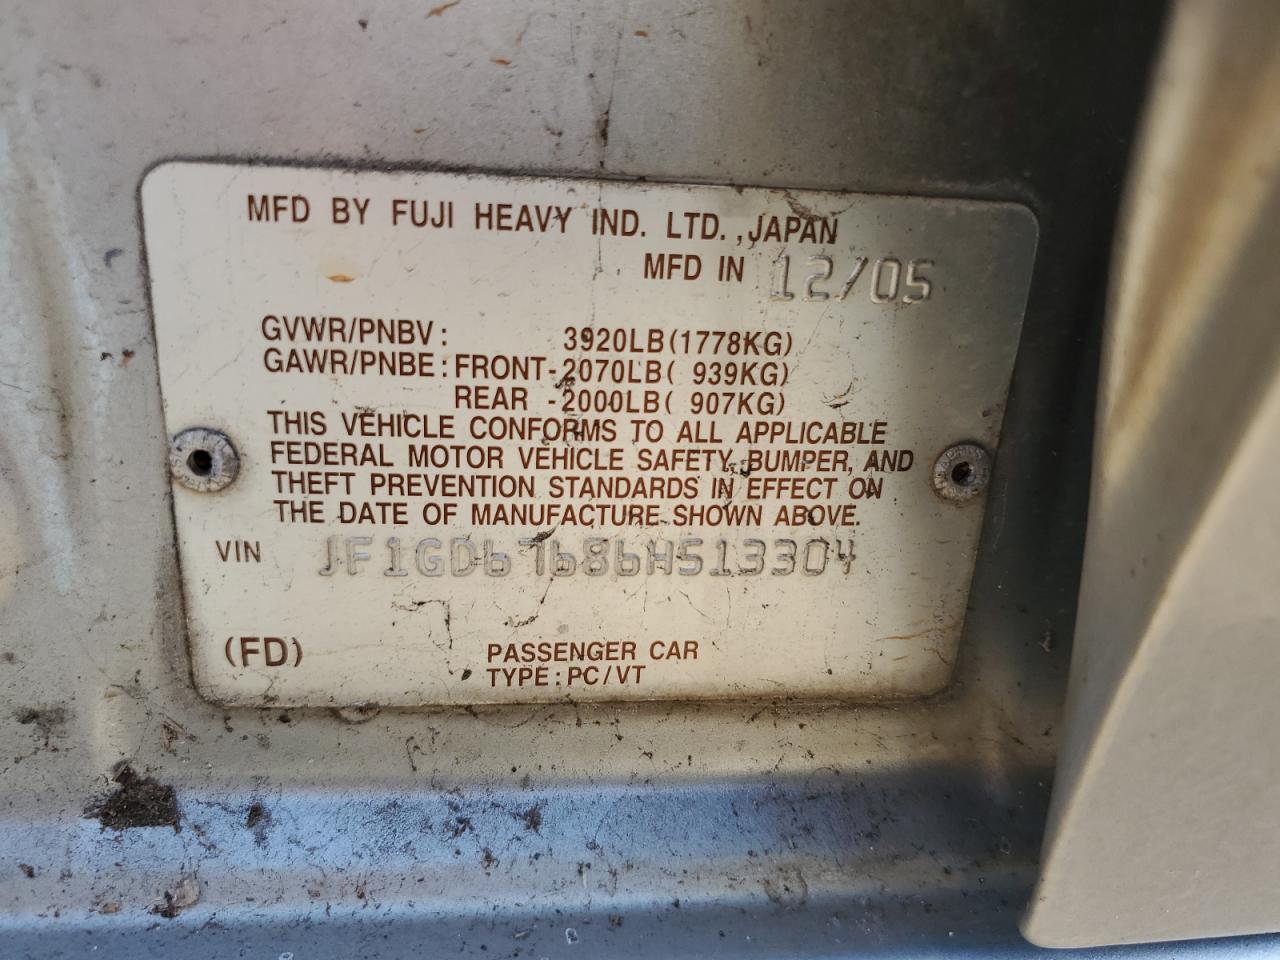 MFD BY FUJI HEAVY IND. LTD. ,JAPAN
MFD IN 12/05
GVWR/PNBV: 3920LB(1778KG)
GAWR/PNBE: FRONT-2070LB( 939KG)
REAR -2000LB( 907KG)
THIS VEHICLE CONFORMS TO ALL APPLICABLE
FEDERAL MOTOR VEHICLE SAFETY, BUMPER, AND
THEFT PREVENTION STANDARDS IN EFFECT ON
THE DATE OF MANUFACTURE SHOWN ABOVE.
VIN JF1GD67686H513304
(FD) PASSENGER CAR
TYPE: PC/VT